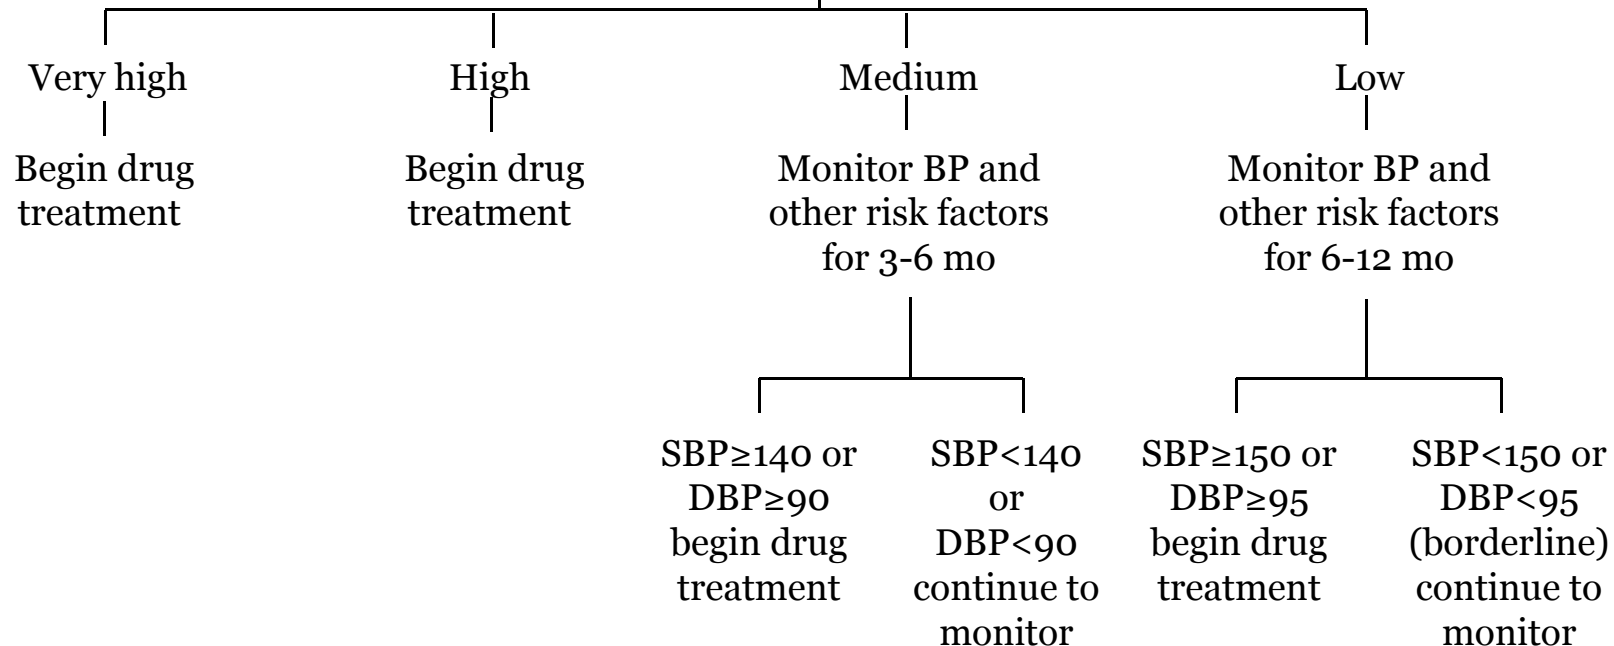 Very high
High
Medium
Low
Begin drug
treatment
Begin drug
treatment
Monitor BP and
other risk factors
for 3-6 mo
Monitor BP and
other risk factors
for 6-12 mo
SBP≥140 or
DBP≥90
begin drug
treatment
SBP<140
or
DBP<90
continue to
monitor
SBP≥150 or
DBP≥95
begin drug
treatment
SBP<150 or
DBP<95
(borderline)
continue to
monitor